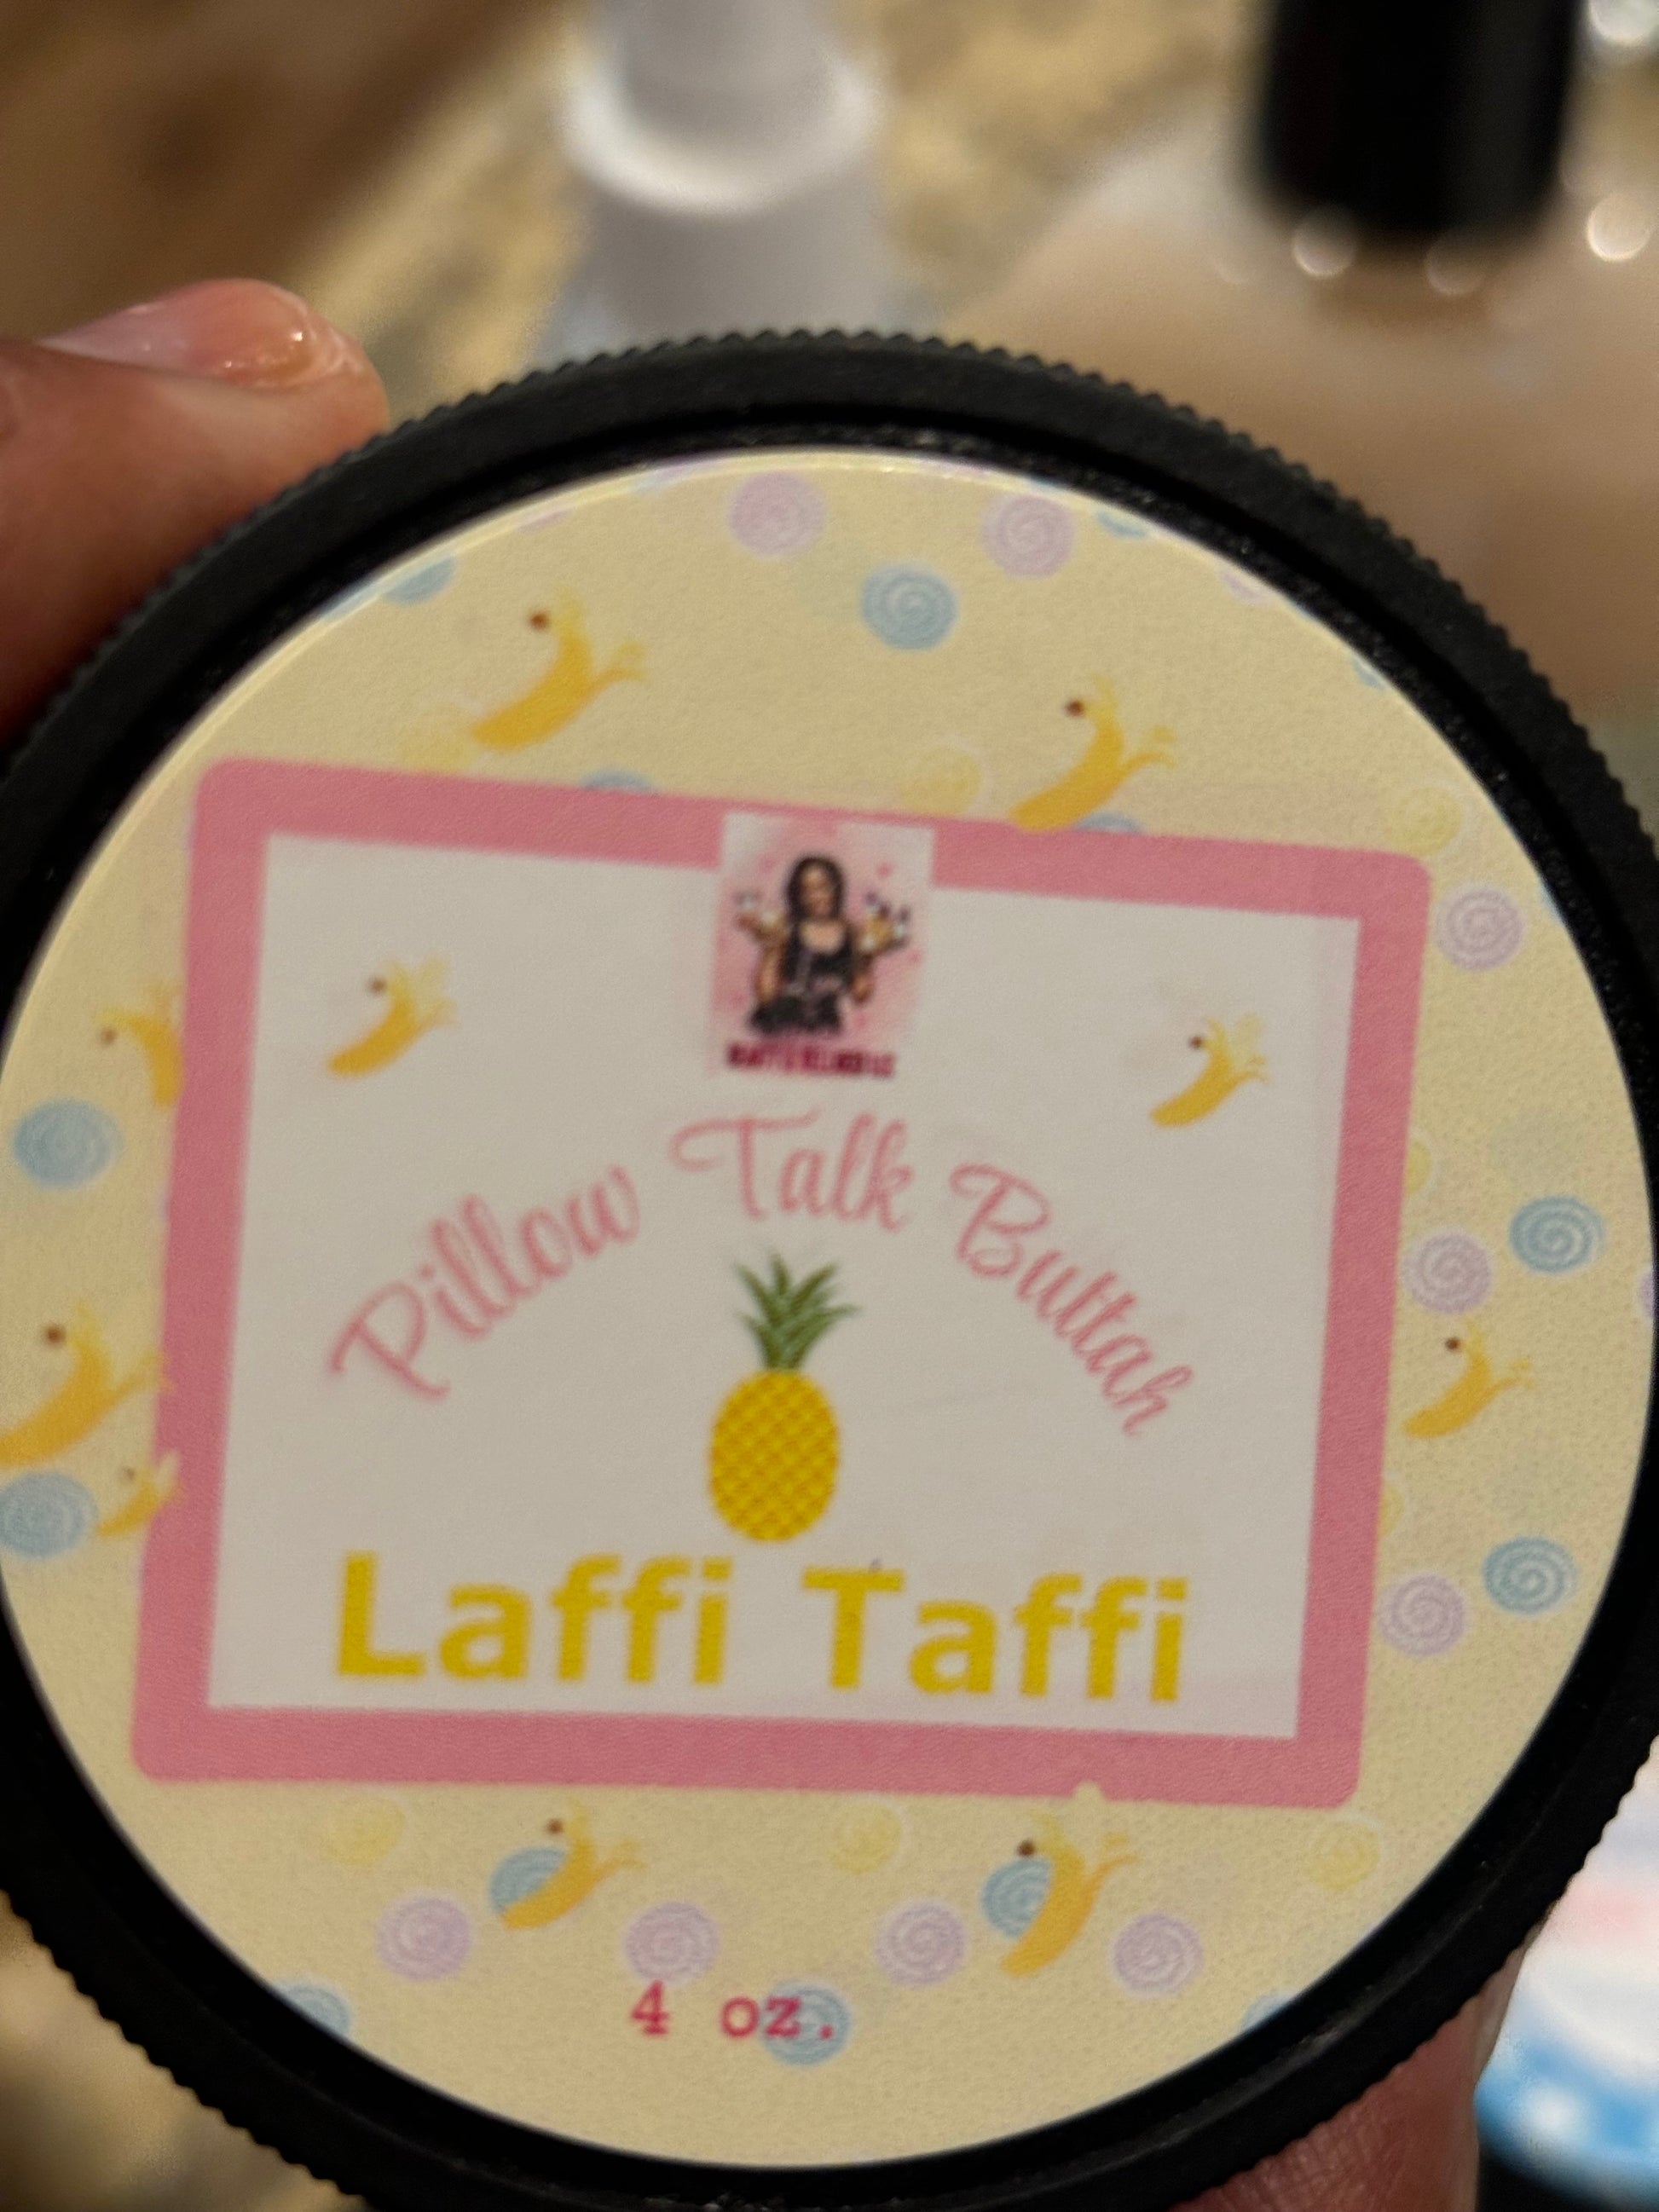 Pillow Talk Buttah
Laffi Taffi
4 oz.